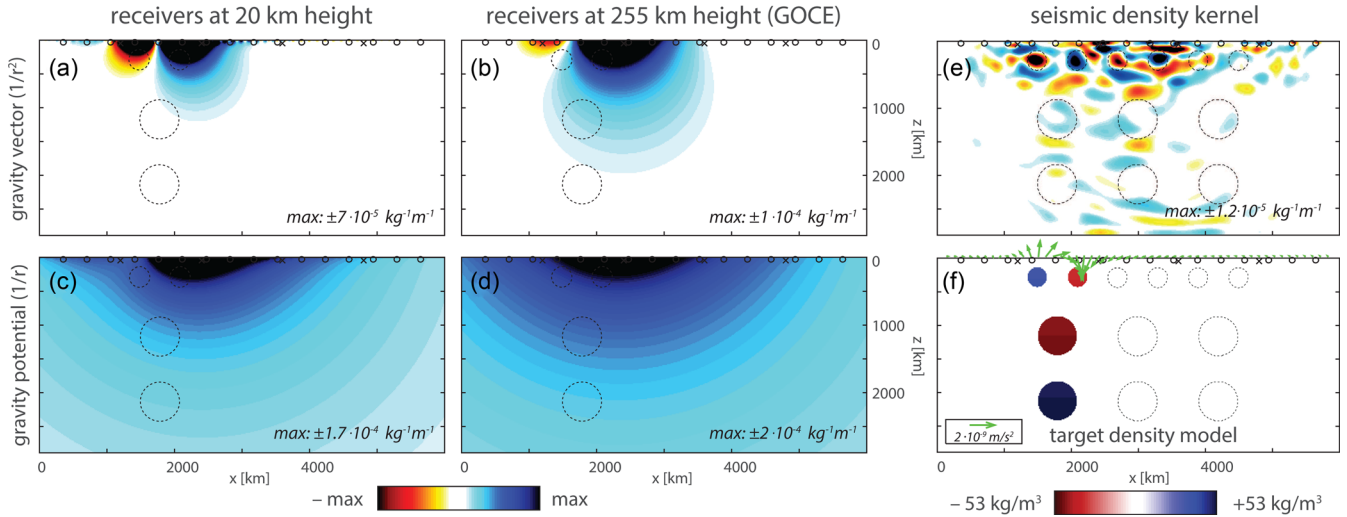 receivers at 20 km height
receivers at 255 km height (GOCE)
seismic density kernel
gravity vector (1/r²)
(a)
max: ±7·10⁻⁵ kg⁻¹m⁻¹
(b)
max: ±1·10⁻⁴ kg⁻¹m⁻¹
0
1000
2000
z [km]
(e)
max: ±1.2·10⁻⁵ kg⁻¹m⁻¹
gravity potential (1/r)
(c)
max: ±1.7·10⁻⁴ kg⁻¹m⁻¹
(d)
max: ±2·10⁻⁴ kg⁻¹m⁻¹
0
1000
2000
z [km]
(f)
2·10⁻⁹ m/s²
target density model
0 2000 4000
x [km]
0 2000 4000
x [km]
0 2000 4000
x [km]
– max
max
– 53 kg/m³
+53 kg/m³